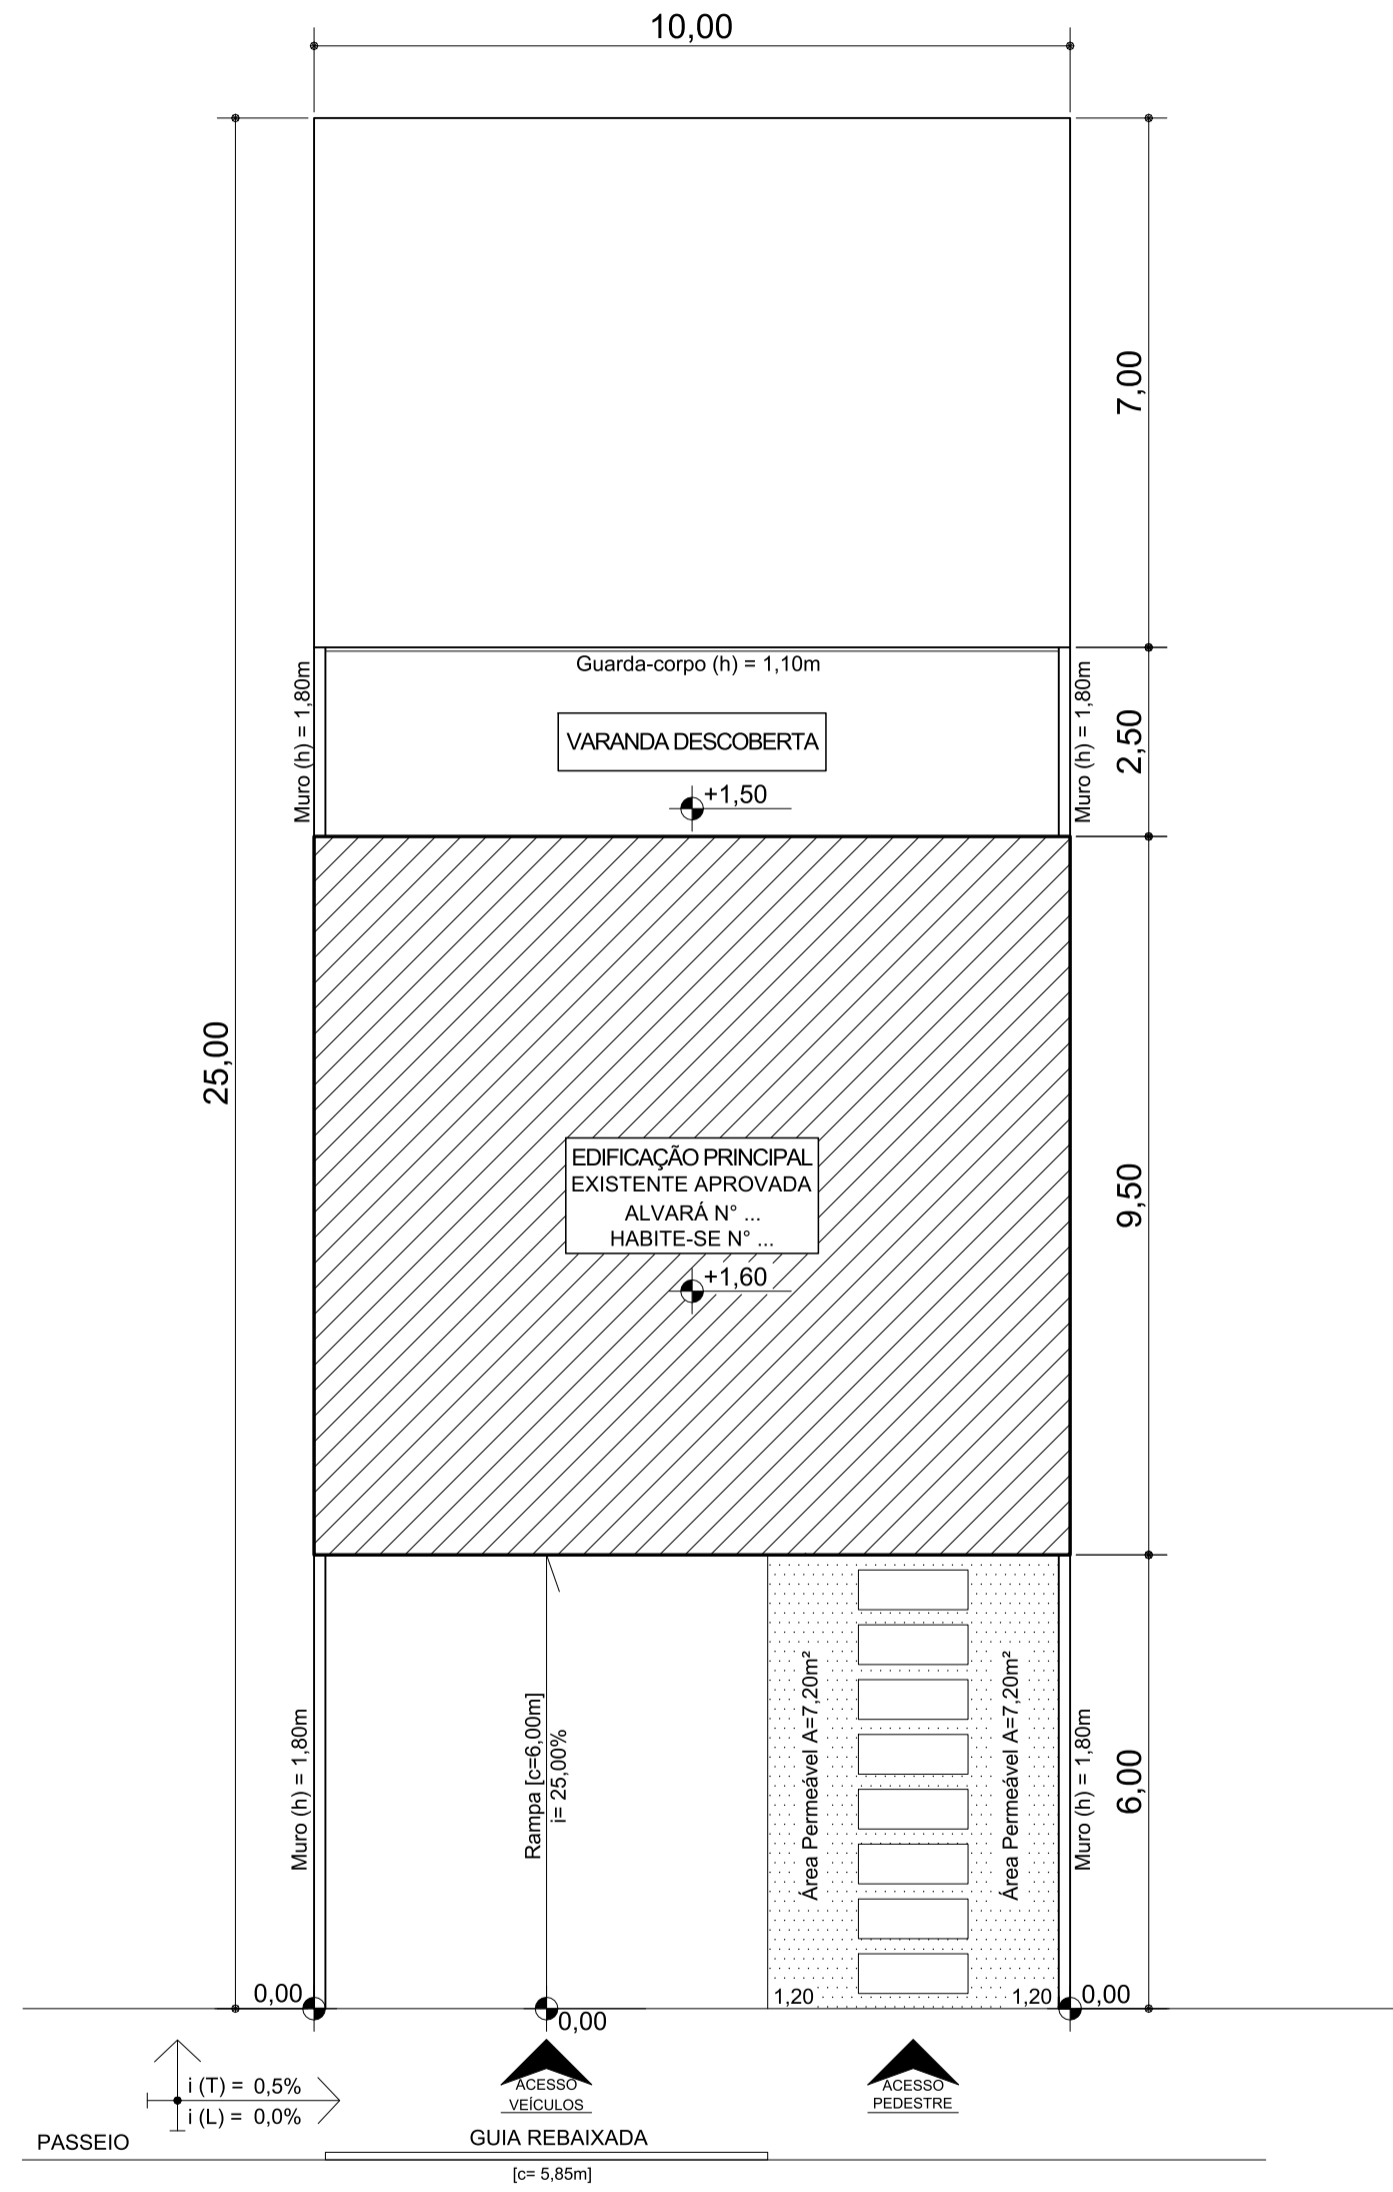 10,00
7,00
Guarda-corpo (h) = 1,10m
Muro (h) = 1,80m
VARANDA DESCOBERTA
+1,50
Muro (h) = 1,80m
2,50
25,00
EDIFICAÇÃO PRINCIPAL
EXISTENTE APROVADA
ALVARÁ N° ...
HABITE-SE N° ...
+1,60
9,50
Muro (h) = 1,80m
Rampa [c=6,00m]
i= 25,00%
Área Permeável A=7,20m²
Área Permeável A=7,20m²
Muro (h) = 1,80m
6,00
0,00
0,00
1,20
1,20
0,00
i (T) = 0,5%
i (L) = 0,0%
ACESSO
VEÍCULOS
ACESSO
PEDESTRE
PASSEIO
GUIA REBAIXADA
[c= 5,85m]